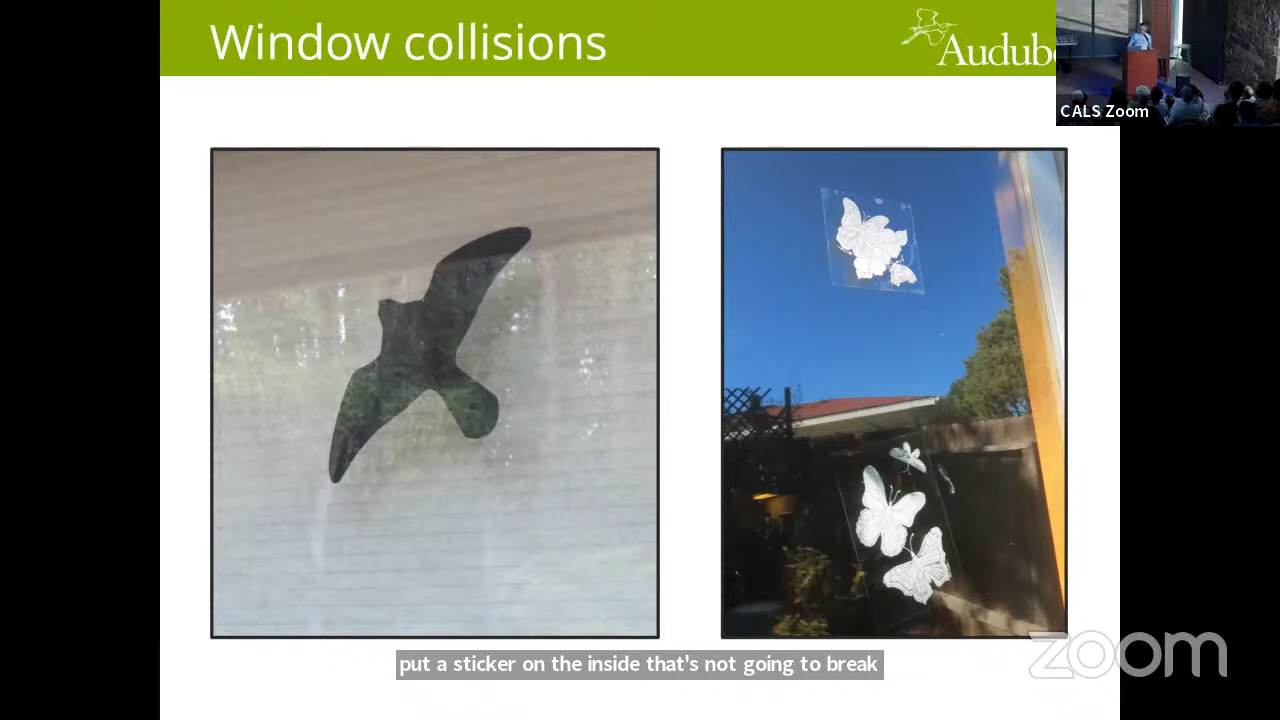 Window collisions
Audubo
CALS Zoom
put a sticker on the inside that's not going to break
zoom